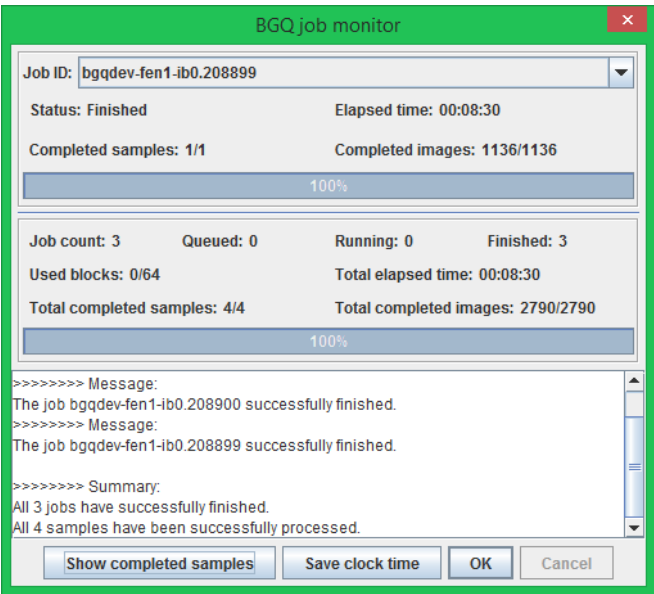 BGQ job monitor
Job ID: bgqdev-fen1-ib0.208899
Status: Finished Elapsed time: 00:08:30
Completed samples: 1/1 Completed images: 1136/1136
100%
Job count: 3 Queued: 0 Running: 0 Finished: 3
Used blocks: 0/64 Total elapsed time: 00:08:30
Total completed samples: 4/4 Total completed images: 2790/2790
100%
>>>>>>>> Message:
The job bgqdev-fen1-ib0.208900 successfully finished.
>>>>>>>> Message:
The job bgqdev-fen1-ib0.208899 successfully finished.
>>>>>>>> Summary:
All 3 jobs have successfully finished.
All 4 samples have been successfully processed.
Show completed samples Save clock time OK Cancel